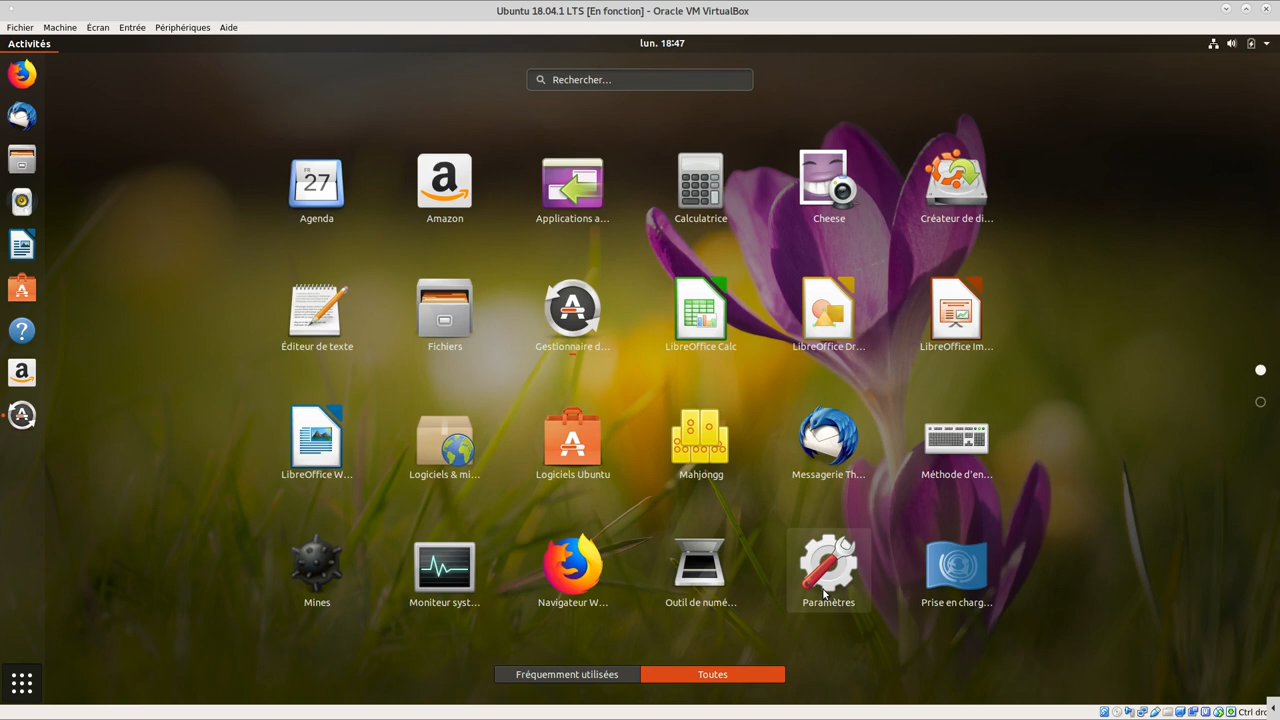 Ubuntu 18.04.1 LTS [En fonction] - Oracle VM VirtualBox
Fichier Machine Écran Entrée Périphériques Aide
Activités lun. 18:47
Rechercher...
27
Agenda Amazon Applications a... Calculatrice Cheese Créateur de di...
Éditeur de texte Fichiers Gestionnaire d... LibreOffice Calc LibreOffice Dr... LibreOffice Im...
LibreOffice W... Logiciels & mi... Logiciels Ubuntu Mahjongg Messagerie Th... Méthode d'en...
Mines Moniteur syst... Navigateur W... Outil de numé... Paramètres Prise en charg...
Fréquemment utilisées Toutes
Ctrl dro